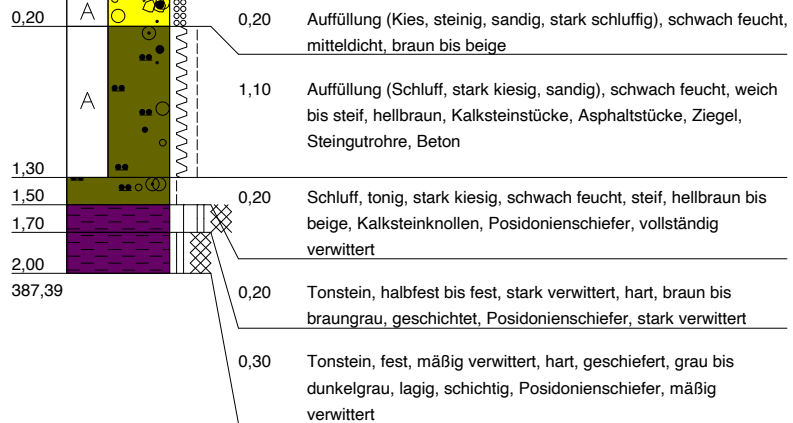 0,20 A 0,20 Auffüllung (Kies, steinig, sandig, stark schluffig), schwach feucht,
mitteldicht, braun bis beige
A 1,10 Auffüllung (Schluff, stark kiesig, sandig), schwach feucht, weich
bis steif, hellbraun, Kalksteinstücke, Asphaltstücke, Ziegel,
Steingutrohre, Beton
1,30
1,50 0,20 Schluff, tonig, stark kiesig, schwach feucht, steif, hellbraun bis
1,70 beige, Kalksteinknollen, Posidonienschiefer, vollständig
verwittert
2,00
387,39 0,20 Tonstein, halbfest bis fest, stark verwittert, hart, braun bis
braungrau, geschichtet, Posidonienschiefer, stark verwittert
0,30 Tonstein, fest, mäßig verwittert, hart, geschiefert, grau bis
dunkelgrau, lagig, schichtig, Posidonienschiefer, mäßig
verwittert